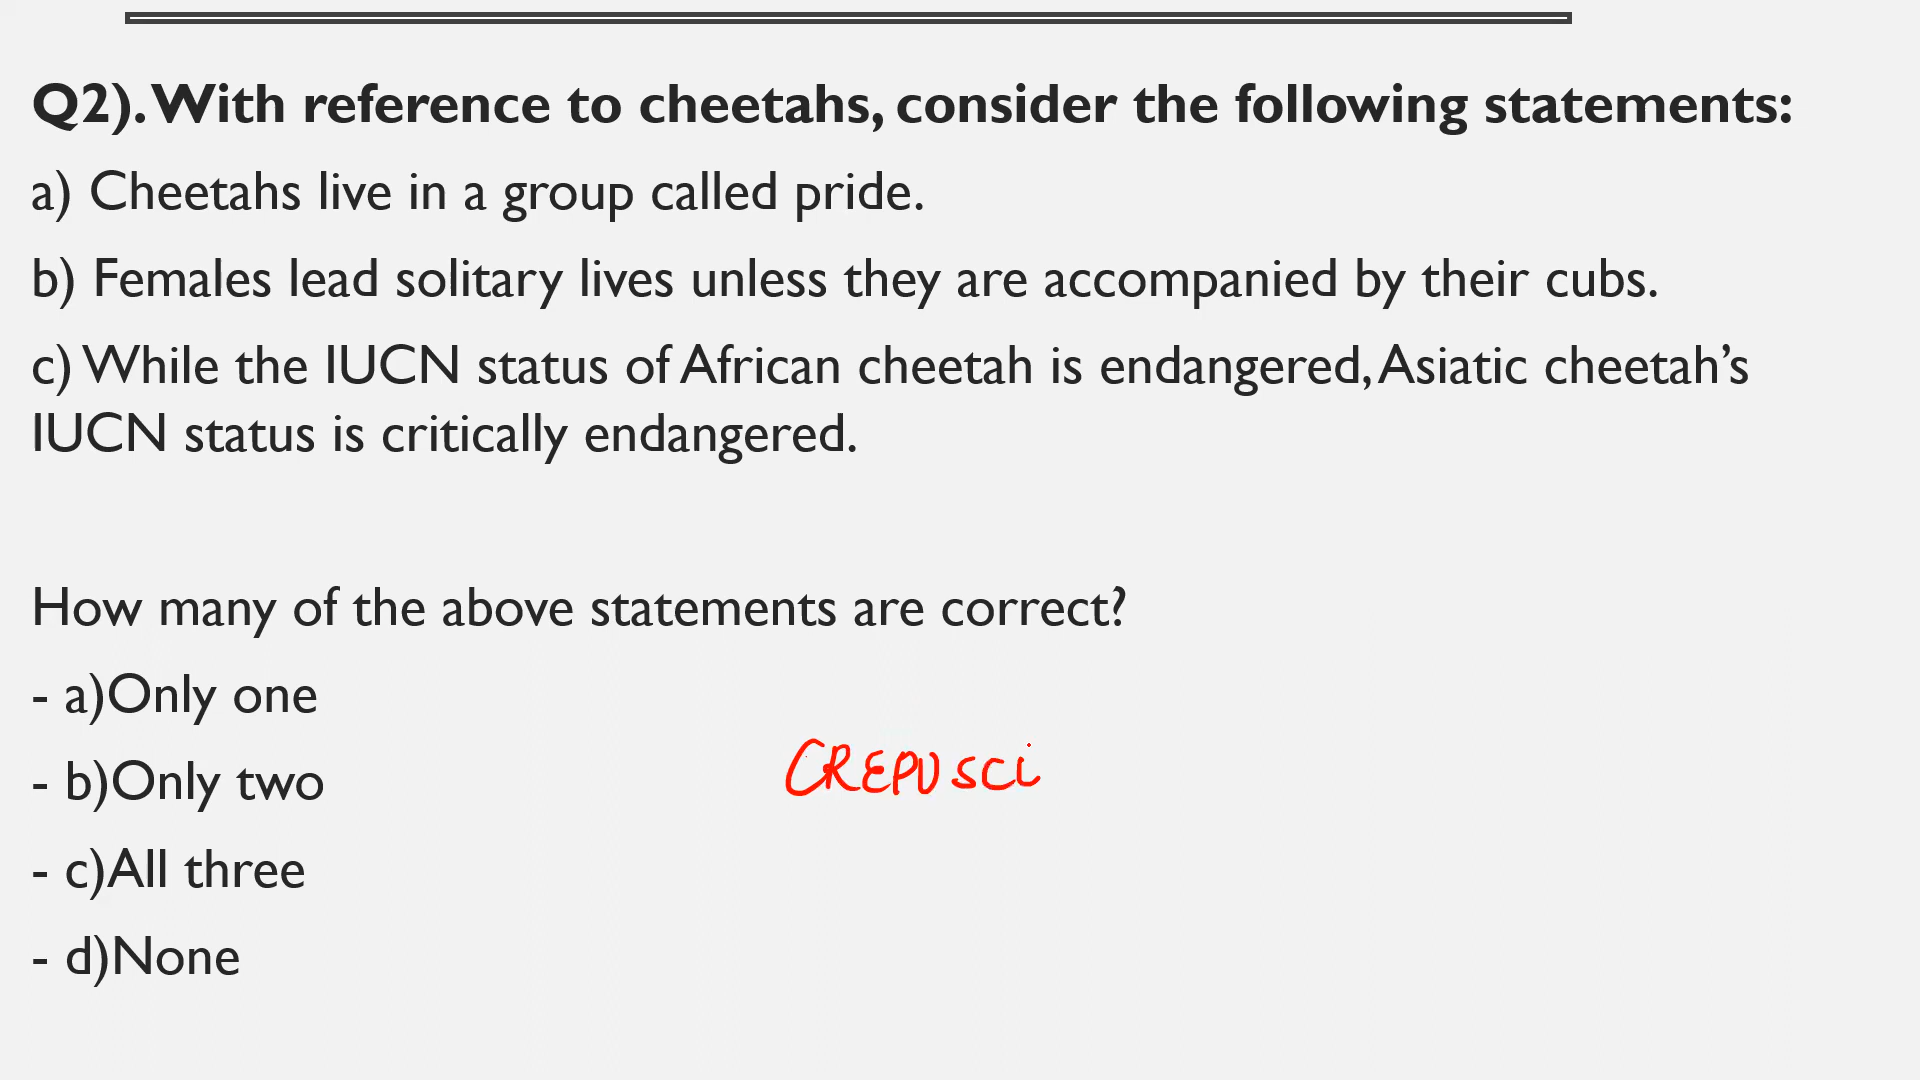 Q2). With reference to cheetahs, consider the following statements:
a) Cheetahs live in a group called pride.
b) Females lead solitary lives unless they are accompanied by their cubs.
c) While the IUCN status of African cheetah is endangered, Asiatic cheetah’s
IUCN status is critically endangered.
How many of the above statements are correct?
- a)Only one
- b)Only two
CREPUSCi
- c)All three
- d)None